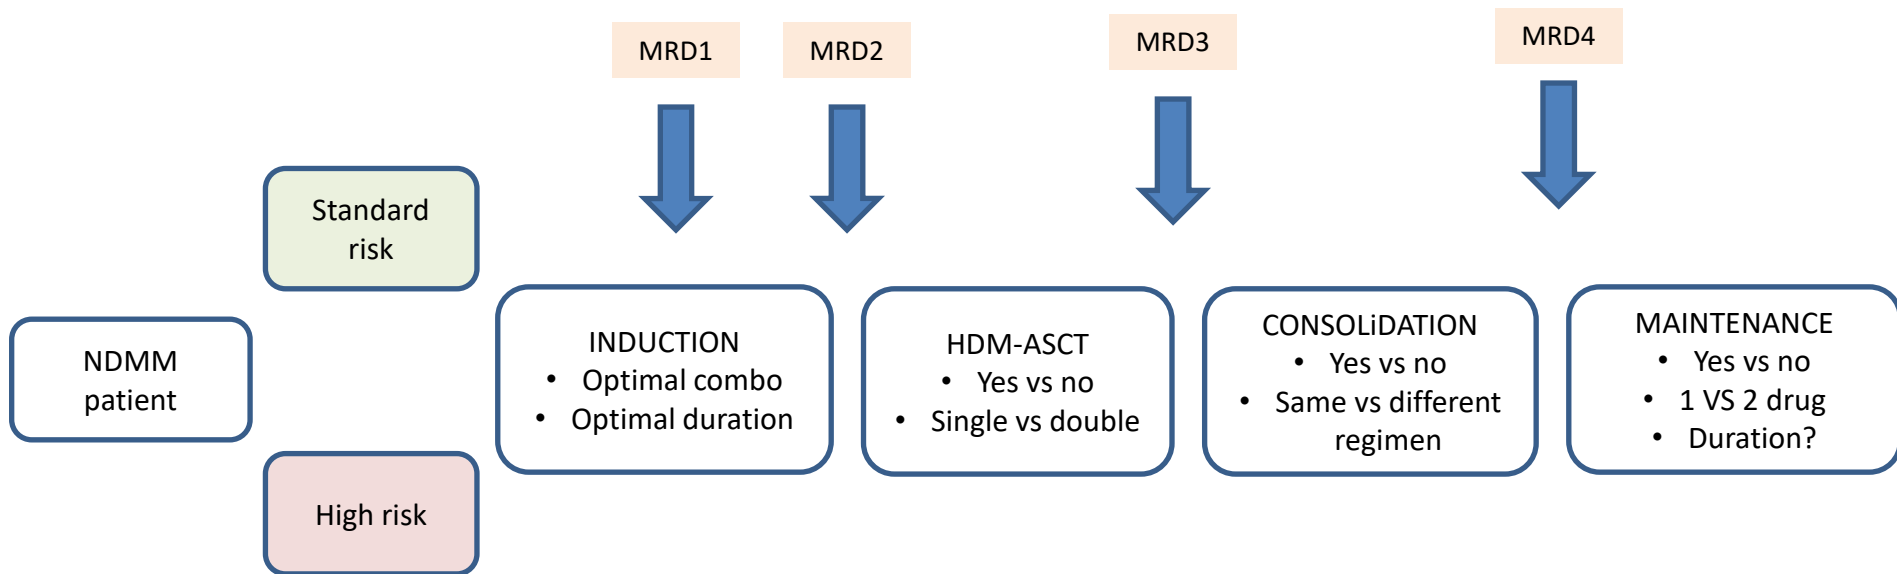 MRD1
MRD2
MRD3
MRD4
Standard
risk
NDMM
patient
High risk
INDUCTION
• Optimal combo
• Optimal duration
HDM-ASCT
• Yes vs no
• Single vs double
CONSOLiDATION
• Yes vs no
• Same vs different
regimen
MAINTENANCE
• Yes vs no
• 1 VS 2 drug
• Duration?